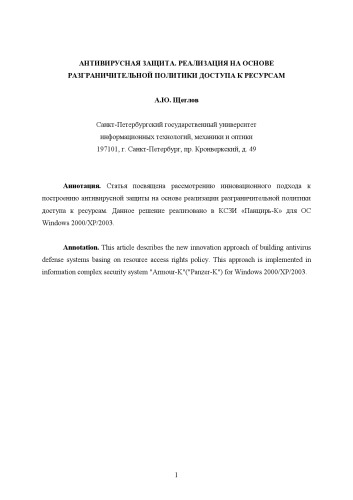 АНТИВИРУСНАЯ ЗАЩИТА. РЕАЛИЗАЦИЯ НА ОСНОВЕ
РАЗГРАНИЧИТЕЛЬНОЙ ПОЛИТИКИ ДОСТУПА К РЕСУРСАМ
А.Ю. Щеглов
Санкт-Петербургский государственный университет
информационных технологий, механики и оптики
197101, г. Санкт-Петербург, пр. Кронверкский, д. 49
Аннотация. Статья посвящена рассмотрению инновационного подхода к
построению антивирусной защиты на основе реализации разграничительной политики
доступа к ресурсам. Данное решение реализовано в КСЗИ «Панцирь-К» для ОС
Windows 2000/XP/2003.
Annotation. This article describes the new innovation approach of building antivirus
defense systems basing on resource access rights policy. This approach is implemented in
information complex security system "Armour-K"("Panzer-K") for Windows 2000/XP/2003.
1